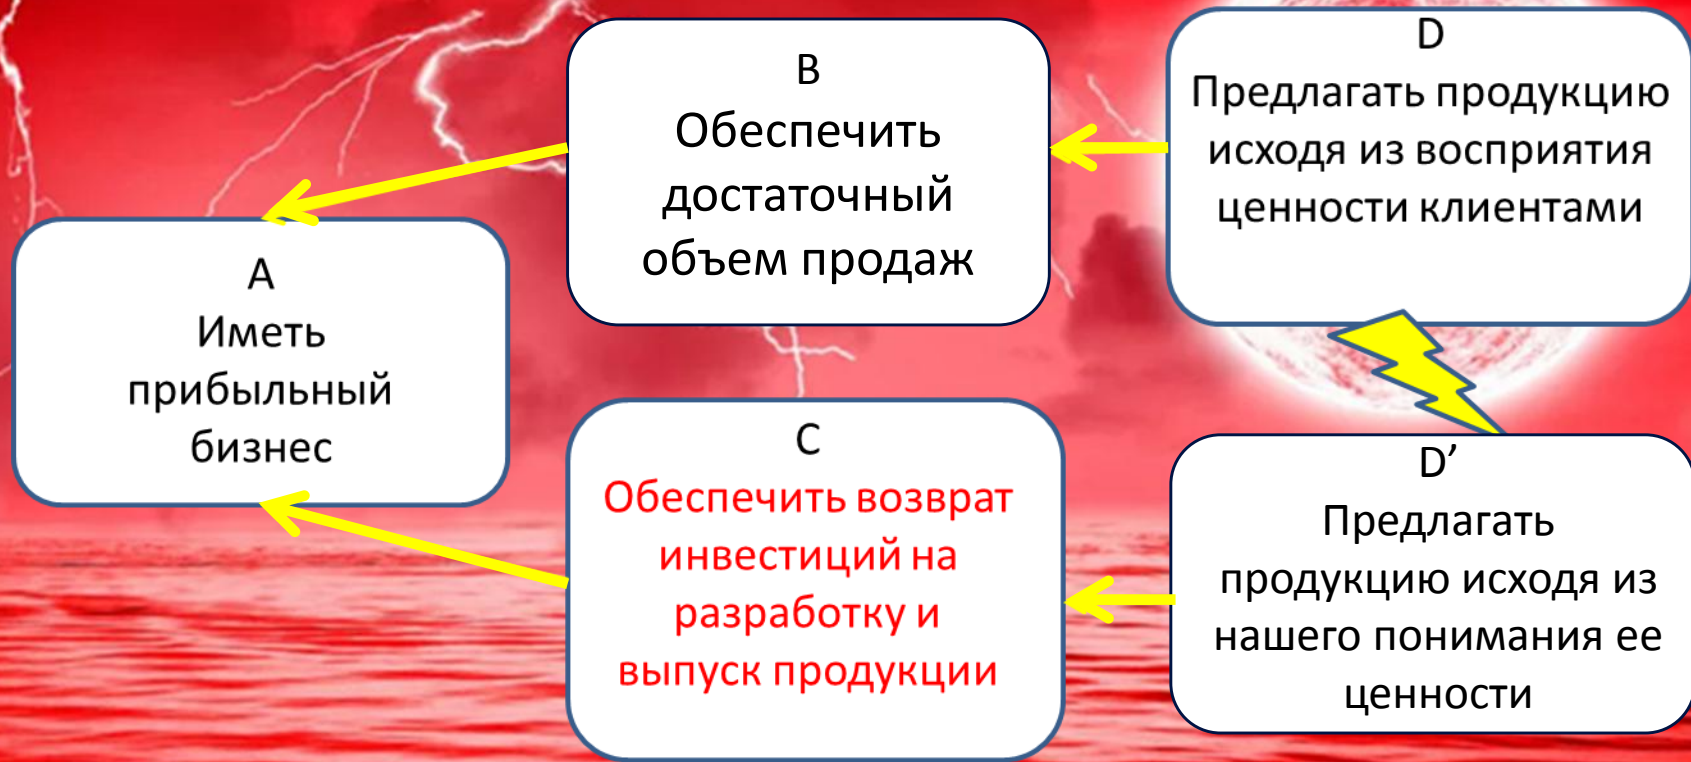 A
Иметь
прибыльный
бизнес
B
Обеспечить
достаточный
объем продаж
C
Обеспечить возврат
инвестиций на
разработку и
выпуск продукции
D
Предлагать продукцию
исходя из восприятия
ценности клиентами
D’
Предлагать
продукцию исходя из
нашего понимания ее
ценности